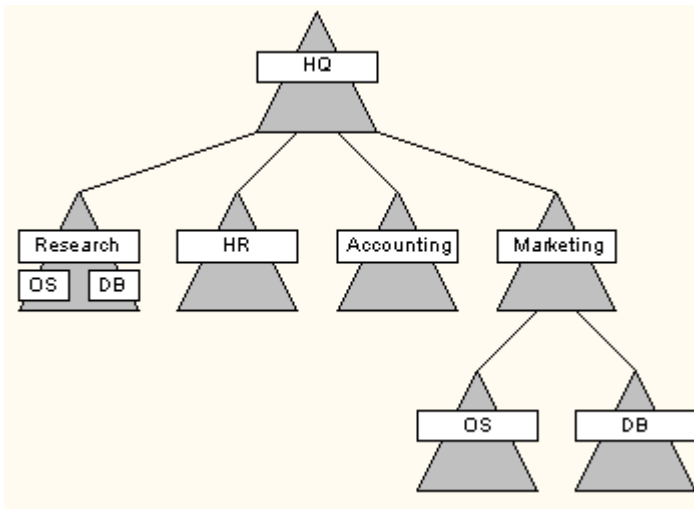 HQ
Research
HR
Accounting
Marketing
OS
DB
OS
DB